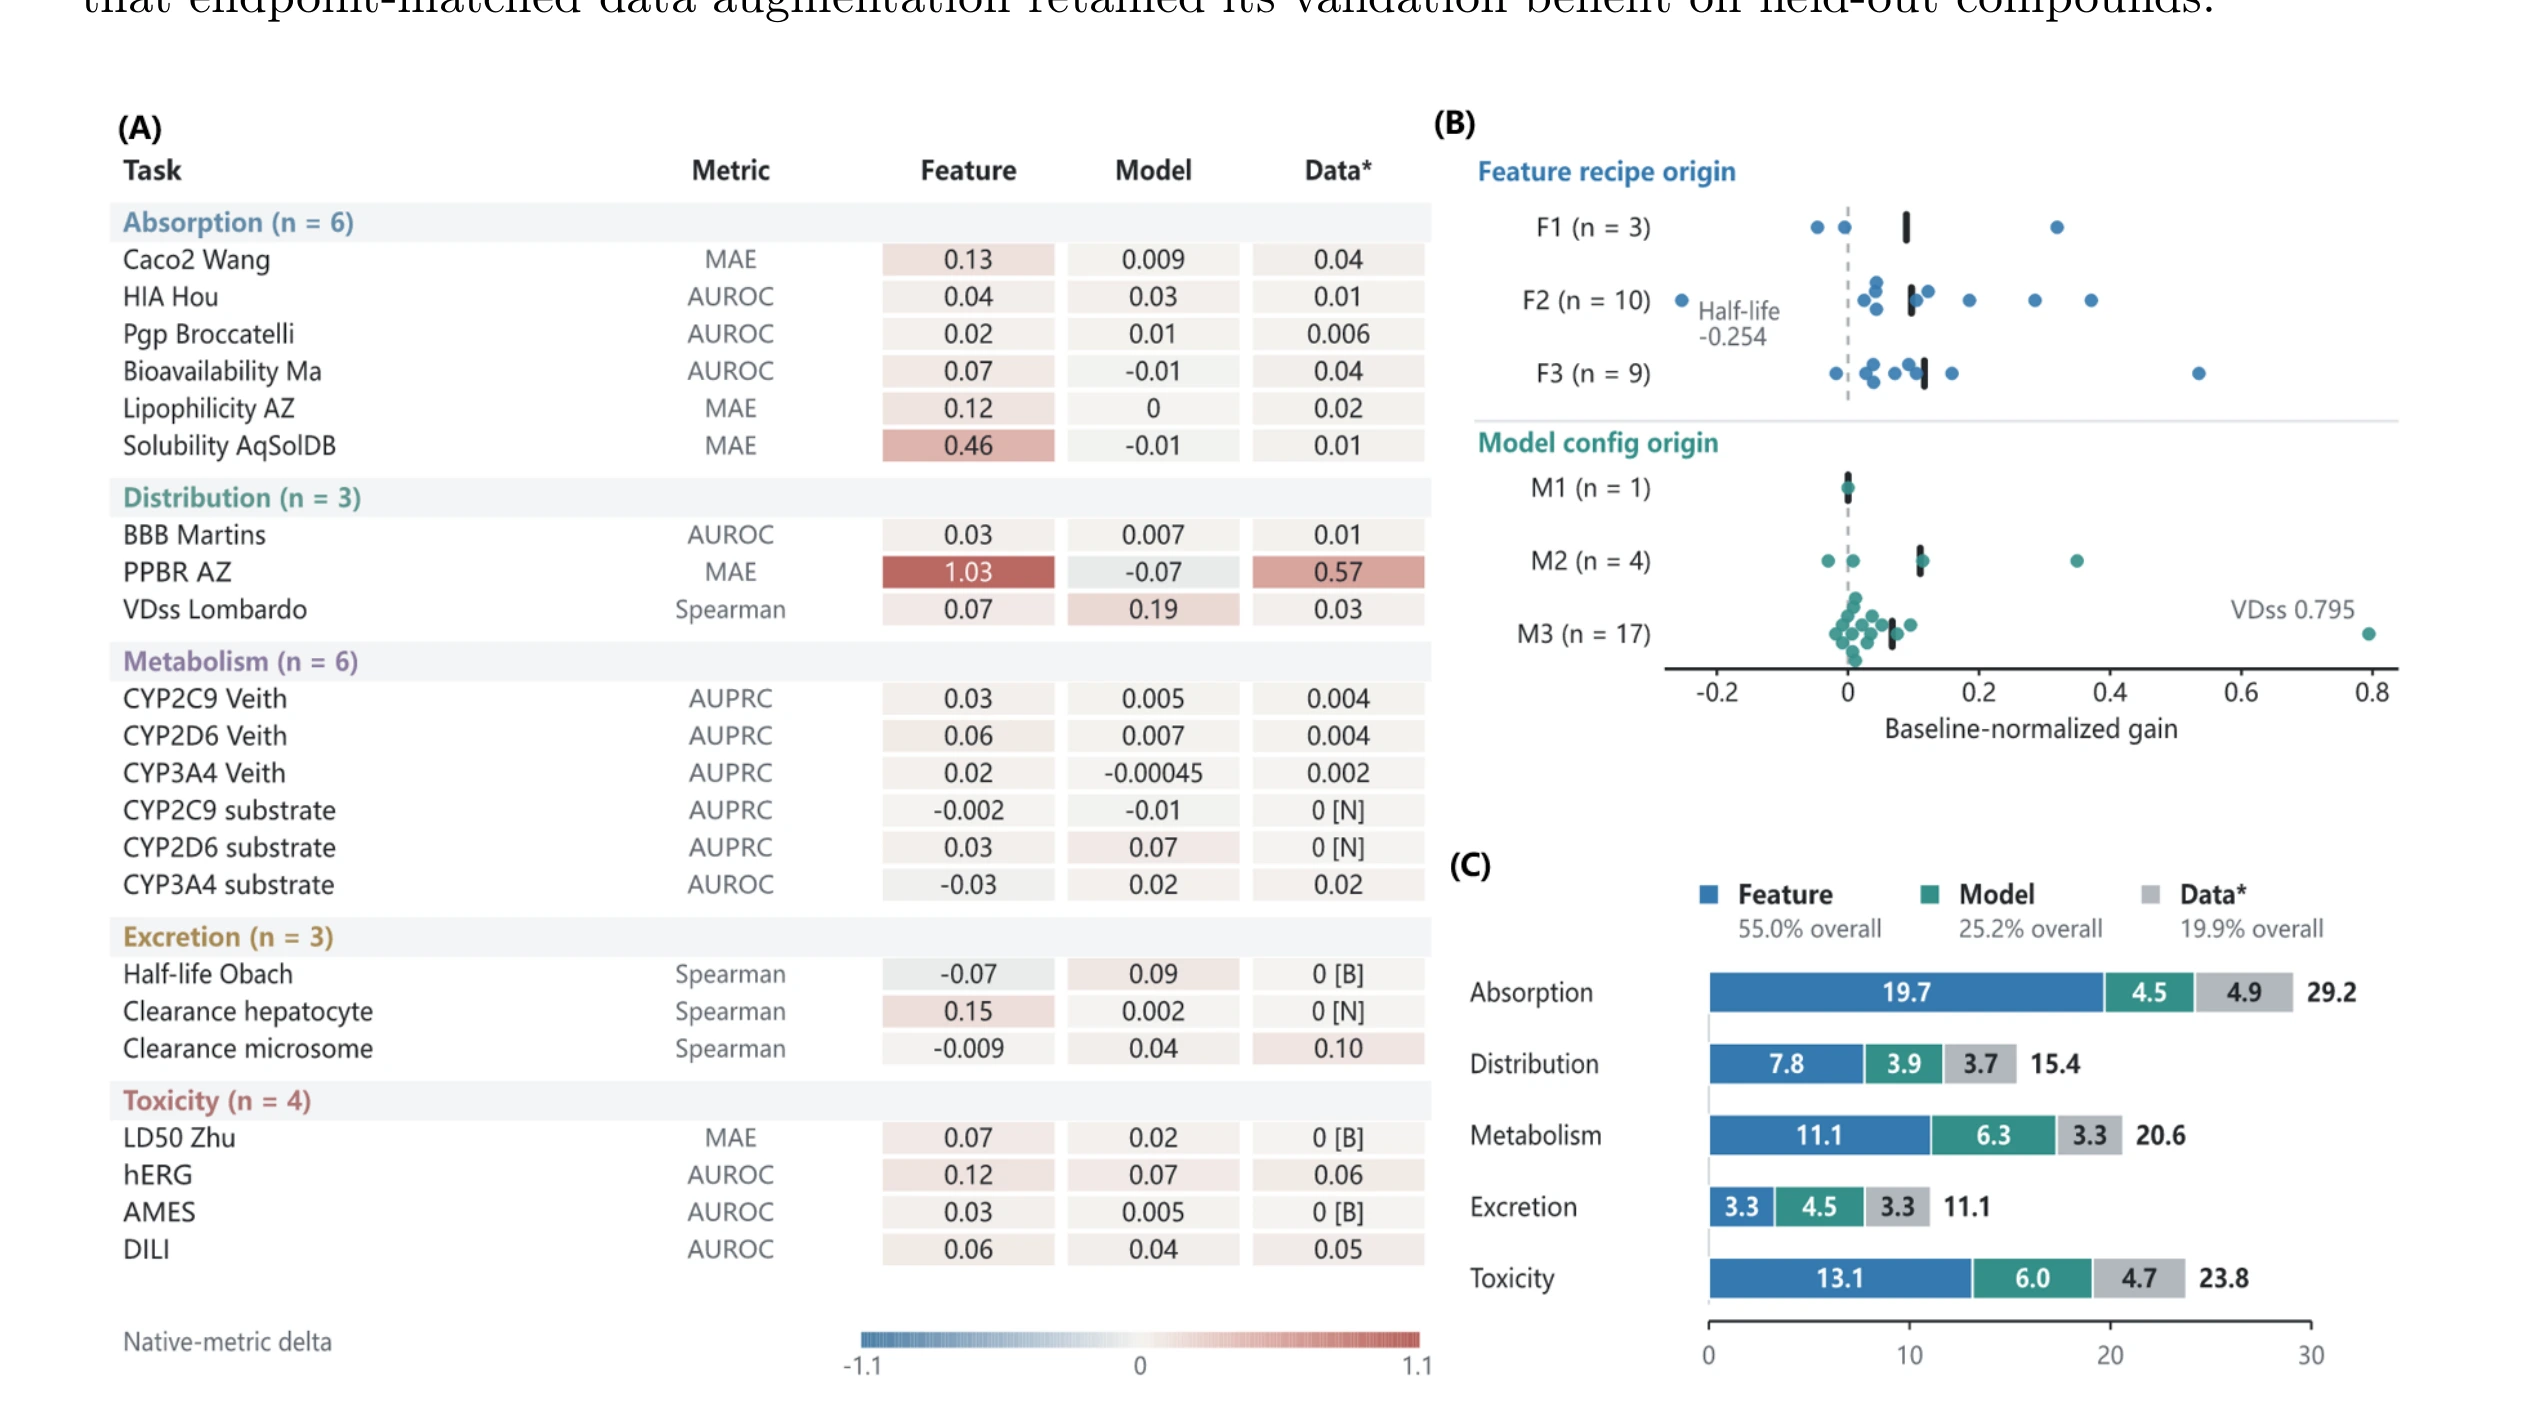 that endpoint-matched data augmentation retained its validation benefit on held-out compounds.
(A)
Task Metric Feature Model Data*
Absorption (n = 6)
Caco2 Wang MAE 0.13 0.009 0.04
HIA Hou AUROC 0.04 0.03 0.01
Pgp Broccatelli AUROC 0.02 0.01 0.006
Bioavailability Ma AUROC 0.07 -0.01 0.04
Lipophilicity AZ MAE 0.12 0 0.02
Solubility AqSolDB MAE 0.46 -0.01 0.01
Distribution (n = 3)
BBB Martins AUROC 0.03 0.007 0.01
PPBR AZ MAE 1.03 -0.07 0.57
VDss Lombardo Spearman 0.07 0.19 0.03
Metabolism (n = 6)
CYP2C9 Veith AUPRC 0.03 0.005 0.004
CYP2D6 Veith AUPRC 0.06 0.007 0.004
CYP3A4 Veith AUPRC 0.02 -0.00045 0.002
CYP2C9 substrate AUPRC -0.002 -0.01 0 [N]
CYP2D6 substrate AUPRC 0.03 0.07 0 [N]
CYP3A4 substrate AUROC -0.03 0.02 0.02
Excretion (n = 3)
Half-life Obach Spearman -0.07 0.09 0 [B]
Clearance hepatocyte Spearman 0.15 0.002 0 [N]
Clearance microsome Spearman -0.009 0.04 0.10
Toxicity (n = 4)
LD50 Zhu MAE 0.07 0.02 0 [B]
hERG AUROC 0.12 0.07 0.06
AMES AUROC 0.03 0.005 0 [B]
DILI AUROC 0.06 0.04 0.05
Native-metric delta
-1.1 0 1.1
(B)
Feature recipe origin
F1 (n = 3)
F2 (n = 10)
Half-life
-0.254
F3 (n = 9)
Model config origin
M1 (n = 1)
M2 (n = 4)
VDss 0.795
M3 (n = 17)
-0.2 0 0.2 0.4 0.6 0.8
Baseline-normalized gain
(C)
Feature Model Data*
55.0% overall 25.2% overall 19.9% overall
Absorption 19.7 4.5 4.9 29.2
Distribution 7.8 3.9 3.7 15.4
Metabolism 11.1 6.3 3.3 20.6
Excretion 3.3 4.5 3.3 11.1
Toxicity 13.1 6.0 4.7 23.8
0 10 20 30